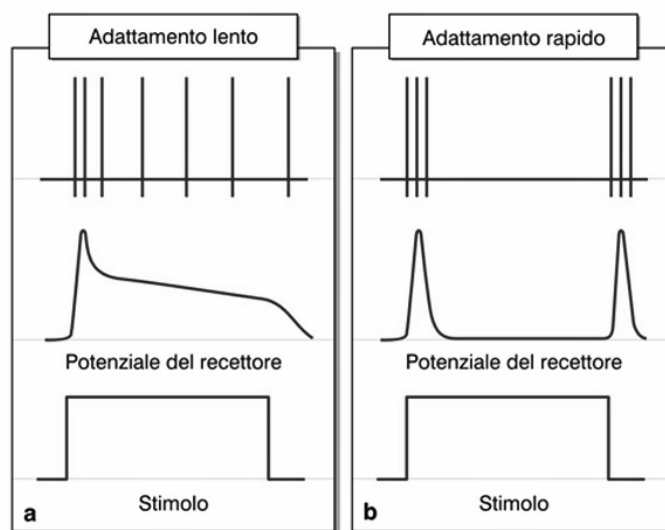 Adattamento lento
Potenziale del recettore
Stimolo
a
Adattamento rapido
Potenziale del recettore
Stimolo
b